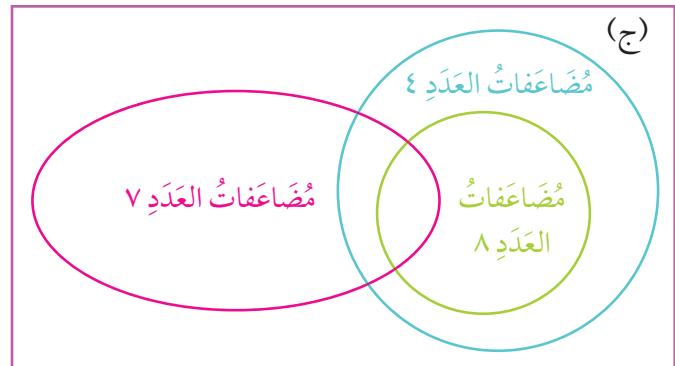 (ج)
مُضَاعَفاتُ العَدَدِ ٤
مُضَاعَفاتُ العَدَدِ ٧
مُضَاعَفاتُ
العَدَدِ ٨